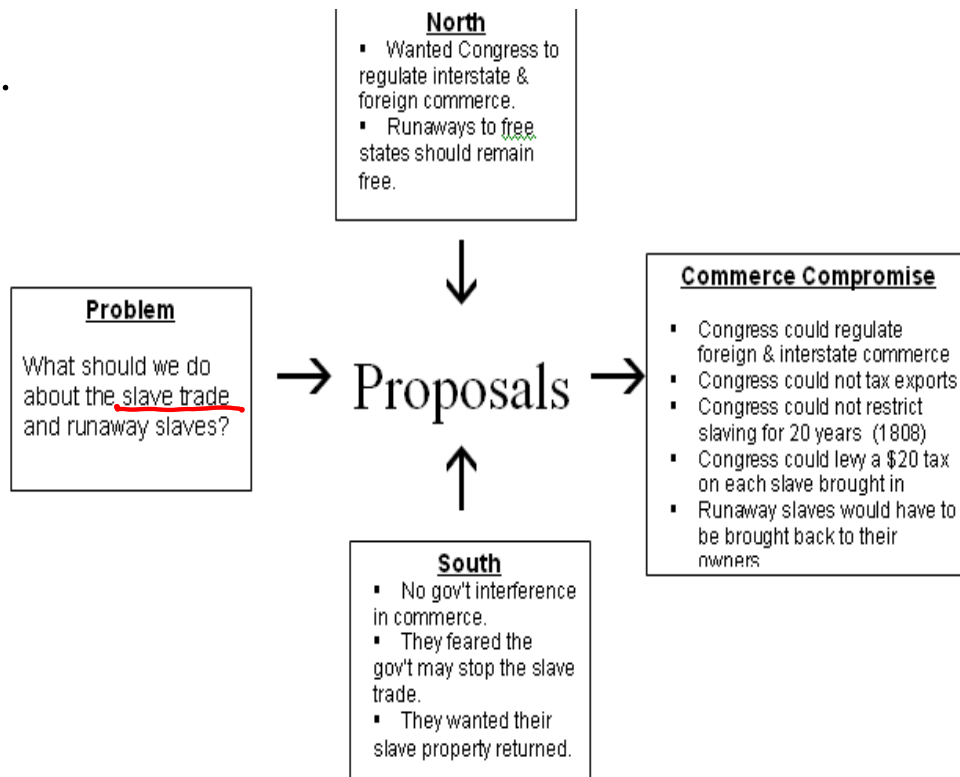 North
▪ Wanted Congress to
regulate interstate &
foreign commerce.
▪ Runaways to free
states should remain
free.
Problem
What should we do
about the slave trade
and runaway slaves?
Proposals
Commerce Compromise
▪ Congress could regulate
foreign & interstate commerce
▪ Congress could not tax exports
▪ Congress could not restrict
slaving for 20 years (1808)
▪ Congress could levy a $20 tax
on each slave brought in
▪ Runaway slaves would have to
be brought back to their
owners
South
▪ No gov't interference
in commerce.
▪ They feared the
gov't may stop the slave
trade.
▪ They wanted their
slave property returned.